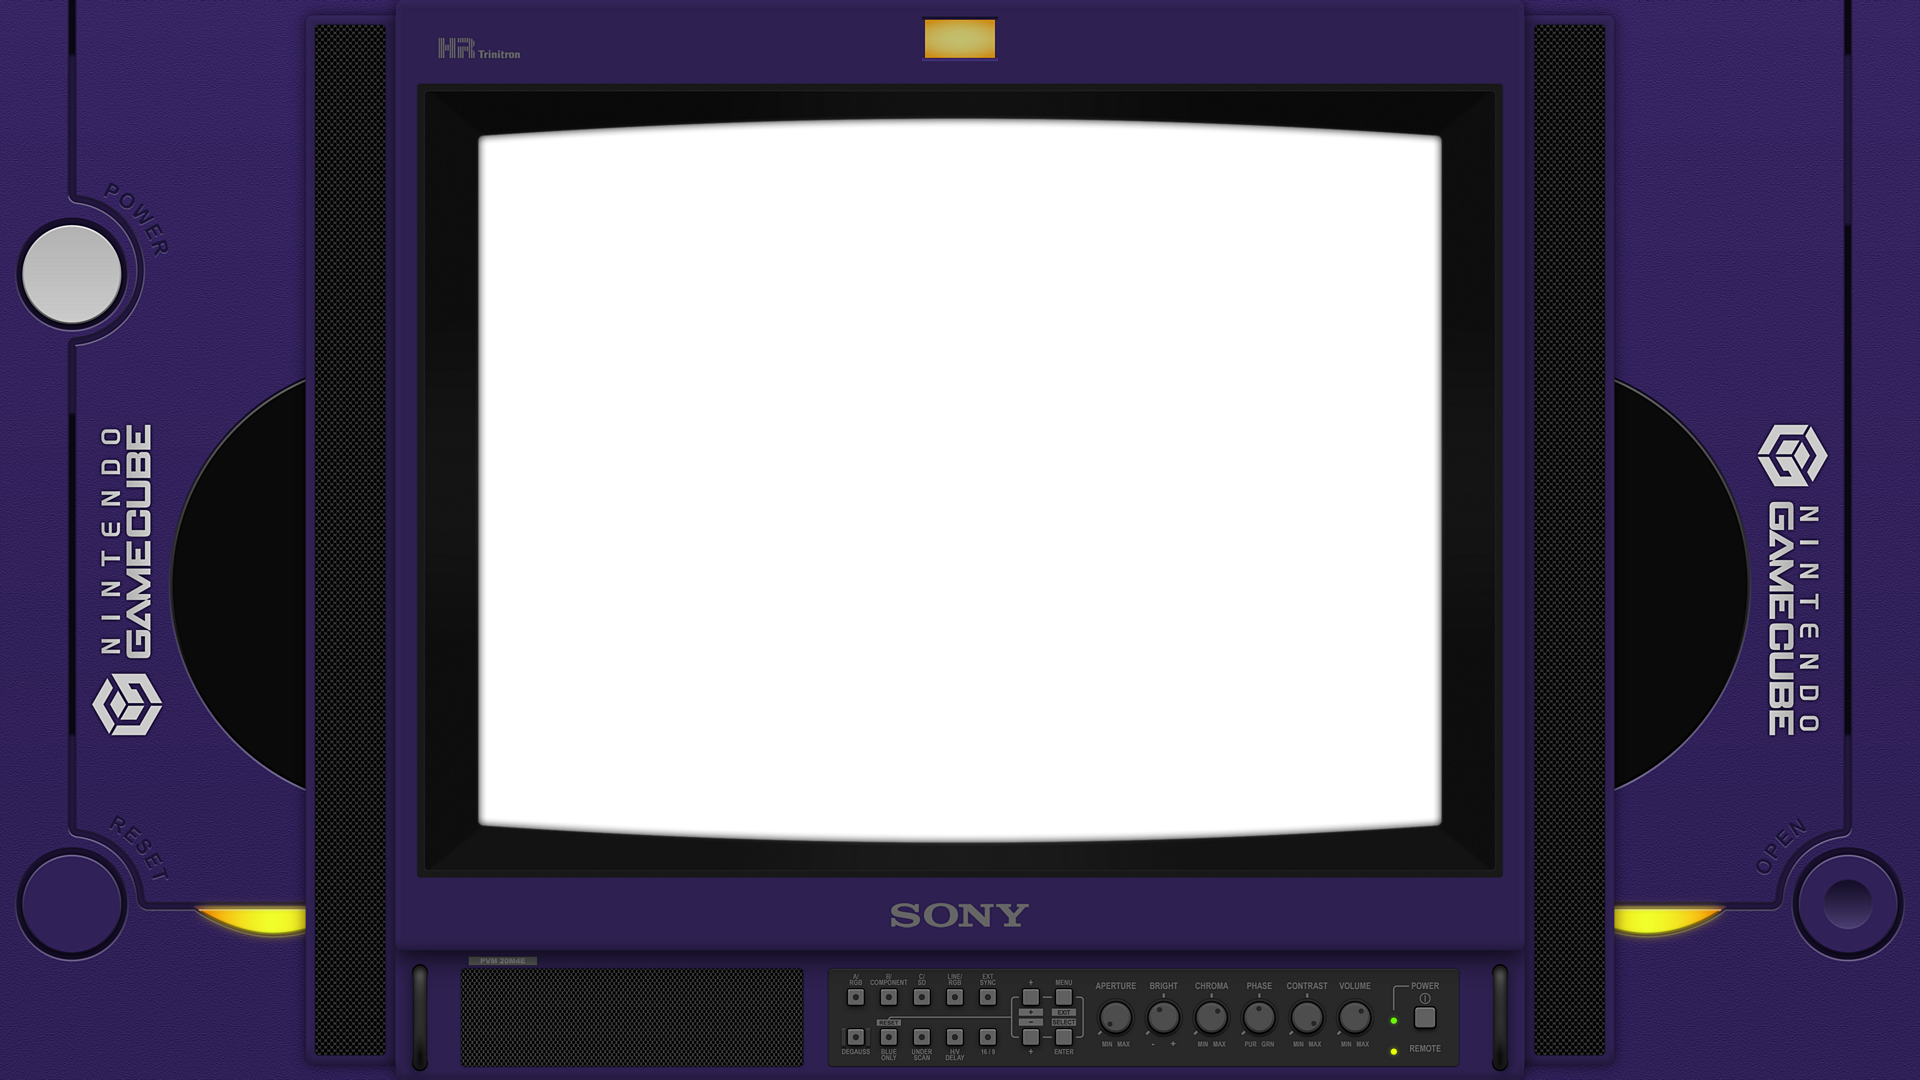 HR Trinitron
POWER
NINTENDO
GAMECUBE
NINTENDO
GAMECUBE
RESET
OPEN
SONY
PVM 20M4E
A/
RGB
B/
COMPONENT
C/
SD
LINE/
RGB
EXT
SYNC
+
MENU
+
EXIT
-
SELECT
RESET
DEGAUSS
BLUE
ONLY
UNDER
SCAN
H/V
DELAY
16 / 9
+
ENTER
APERTURE
BRIGHT
CHROMA
PHASE
CONTRAST
VOLUME
MIN MAX
- +
MIN MAX
PUR GRN
MIN MAX
MIN MAX
POWER
REMOTE